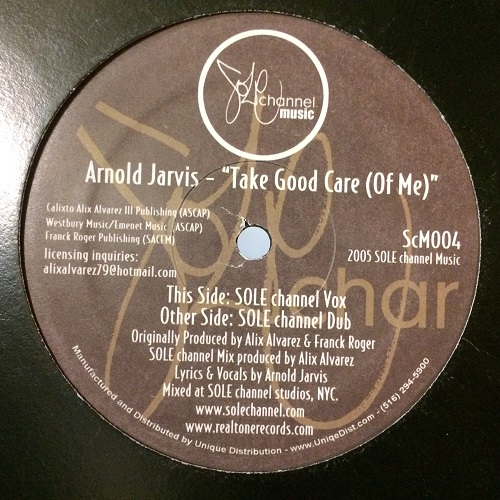 SOLE channel
music
Arnold Jarvis - "Take Good Care (Of Me)"
Calixto Alix Alvarez III Publishing (ASCAP)
Westbury Music/Emenet Music (ASCAP)
Franck Roger Publishing (SACEM)
licensing inquiries:
alixalvarez79@hotmail.com
ScM004
2005 SOLE channel Music
This Side: SOLE channel Vox
Other Side: SOLE channel Dub
Originally Produced by Alix Alvarez & Franck Roger
SOLE channel Mix produced by Alix Alvarez
Lyrics & Vocals by Arnold Jarvis
Mixed at SOLE channel studios, NYC.
www.solechannel.com
www.realtonerecords.com
Manufactured and Distributed by Unique Distribution - www.UniqeDist.com - (516) 294-5900
SOLE
char